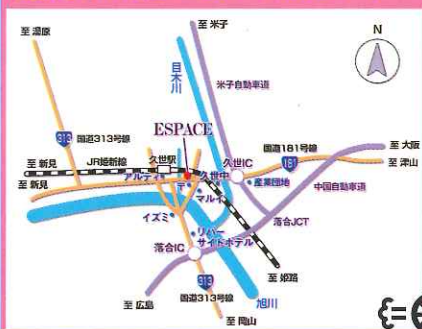 至 湯原
至 米子
N
目木川
米子自動車道
313
国道313号線
ESPACE
国道181号線
至 大阪
181
至 津山
至 新見
JR姫新線
久世駅
久世IC
アルティ
久世中
産業団地
中国自動車道
至 新見
〒
マルイ
イズミ
リバー
サイドホテル
落合JCT
落合IC
至 姫路
313
国道313号線
旭川
至 広島
至 岡山